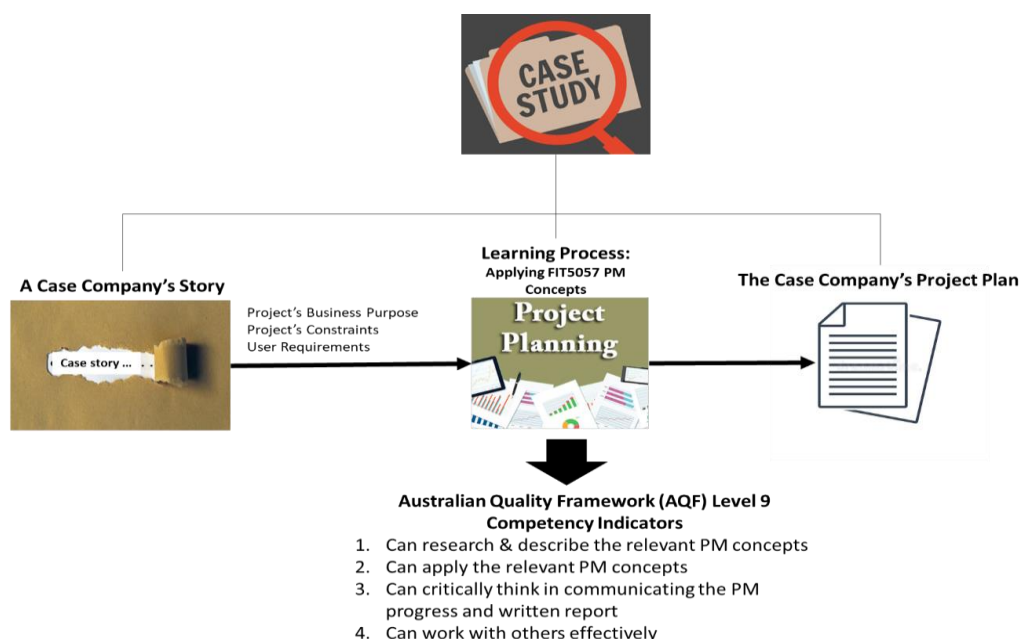 CASE
STUDY
A Case Company's Story
Case story ... . .
Project's Business Purpose
Project's Constraints
User Requirements
Learning Process:
Applying FIT5057 PM
Concepts
Project
Planning
The Case Company's Project Plan
Australian Quality Framework (AQF) Level 9
Competency Indicators
1. Can research & describe the relevant PM concepts
2. Can apply the relevant PM concepts
3. Can critically think in communicating the PM
progress and written report
4. Can work with others effectively